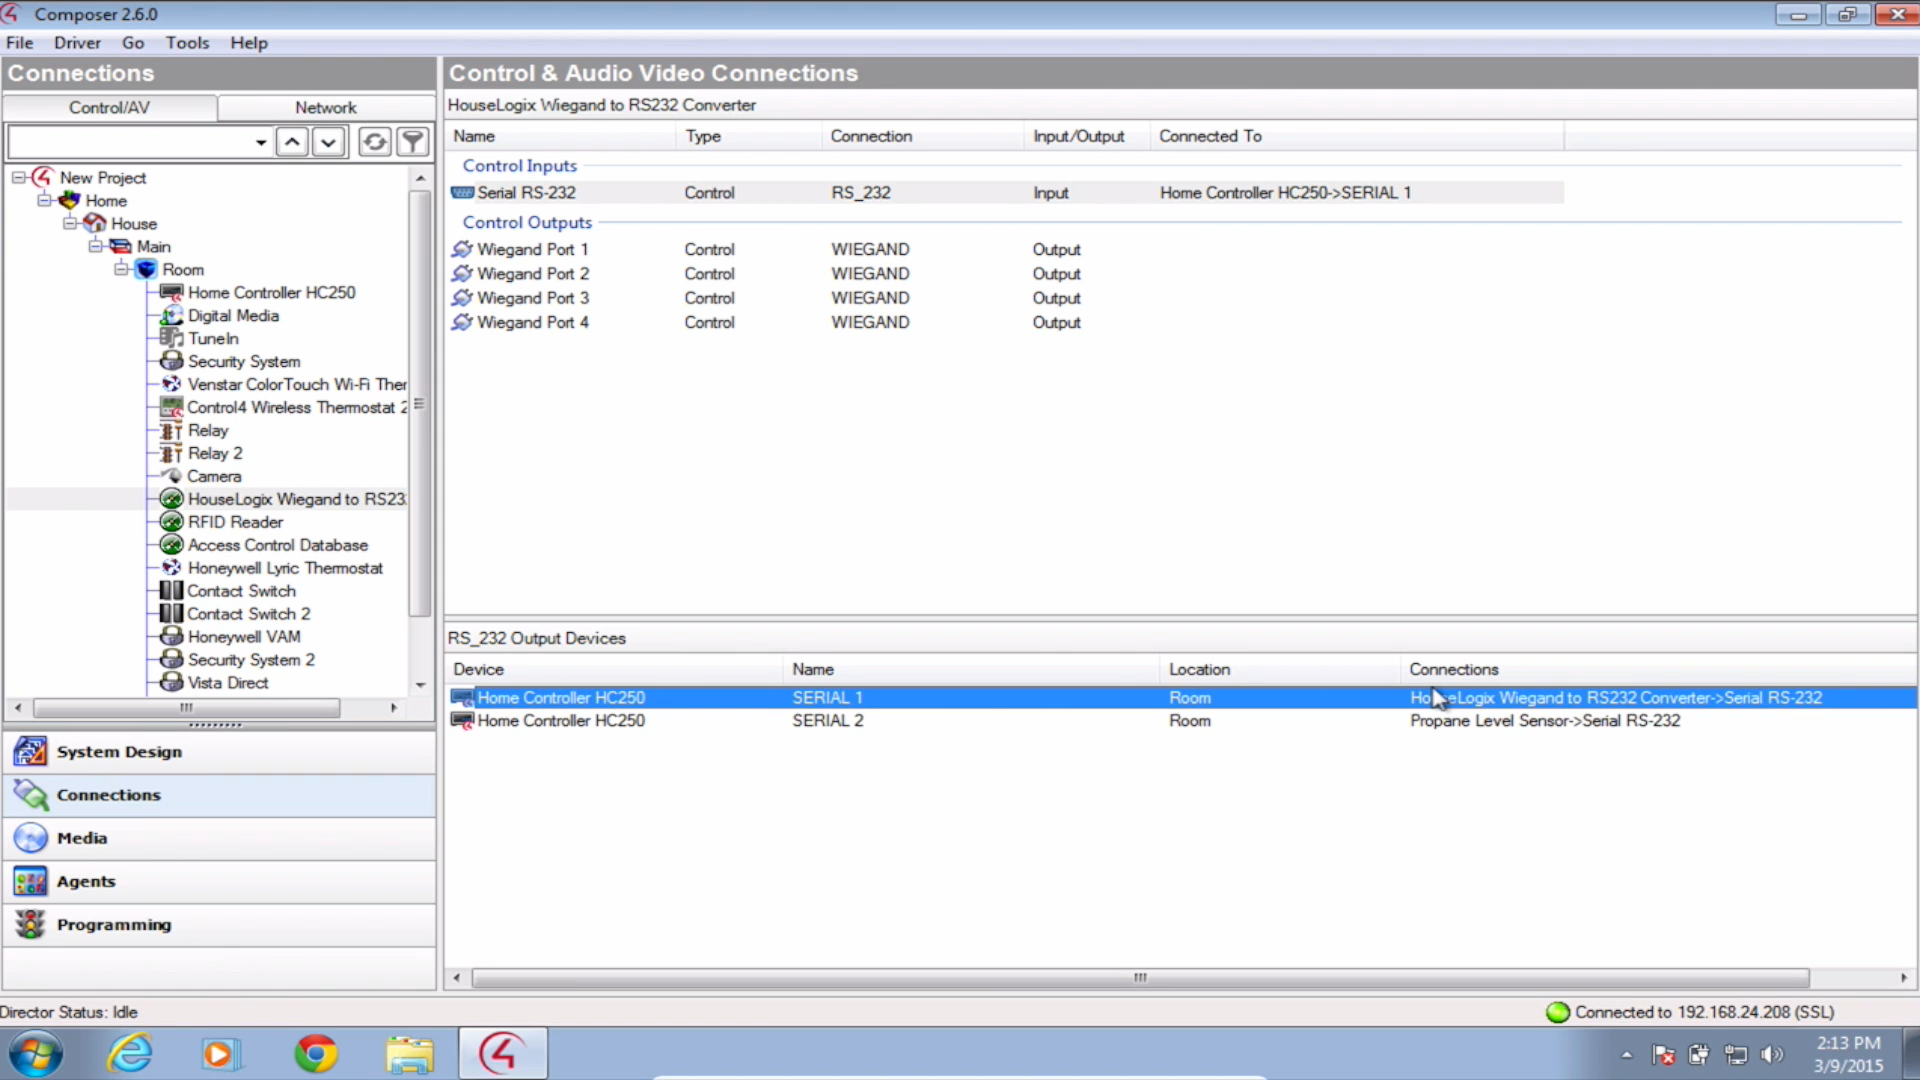 Composer 2.6.0
File Driver Go Tools Help
Connections
Control/AV Network
New Project
Home
House
Main
Room
Home Controller HC250
Digital Media
TuneIn
Security System
Venstar ColorTouch Wi-Fi Ther
Control4 Wireless Thermostat 2
Relay
Relay 2
Camera
HouseLogix Wiegand to RS23
RFID Reader
Access Control Database
Honeywell Lyric Thermostat
Contact Switch
Contact Switch 2
Honeywell VAM
Security System 2
Vista Direct
System Design
Connections
Media
Agents
Programming
Control & Audio Video Connections
HouseLogix Wiegand to RS232 Converter
Name Type Connection Input/Output Connected To
Control Inputs
Serial RS-232 Control RS_232 Input Home Controller HC250->SERIAL 1
Control Outputs
Wiegand Port 1 Control WIEGAND Output
Wiegand Port 2 Control WIEGAND Output
Wiegand Port 3 Control WIEGAND Output
Wiegand Port 4 Control WIEGAND Output
RS_232 Output Devices
Device Name Location Connections
Home Controller HC250 SERIAL 1 Room HouseLogix Wiegand to RS232 Converter->Serial RS-232
Home Controller HC250 SERIAL 2 Room Propane Level Sensor->Serial RS-232
Director Status: Idle
Connected to 192.168.24.208 (SSL)
2:13 PM
3/9/2015